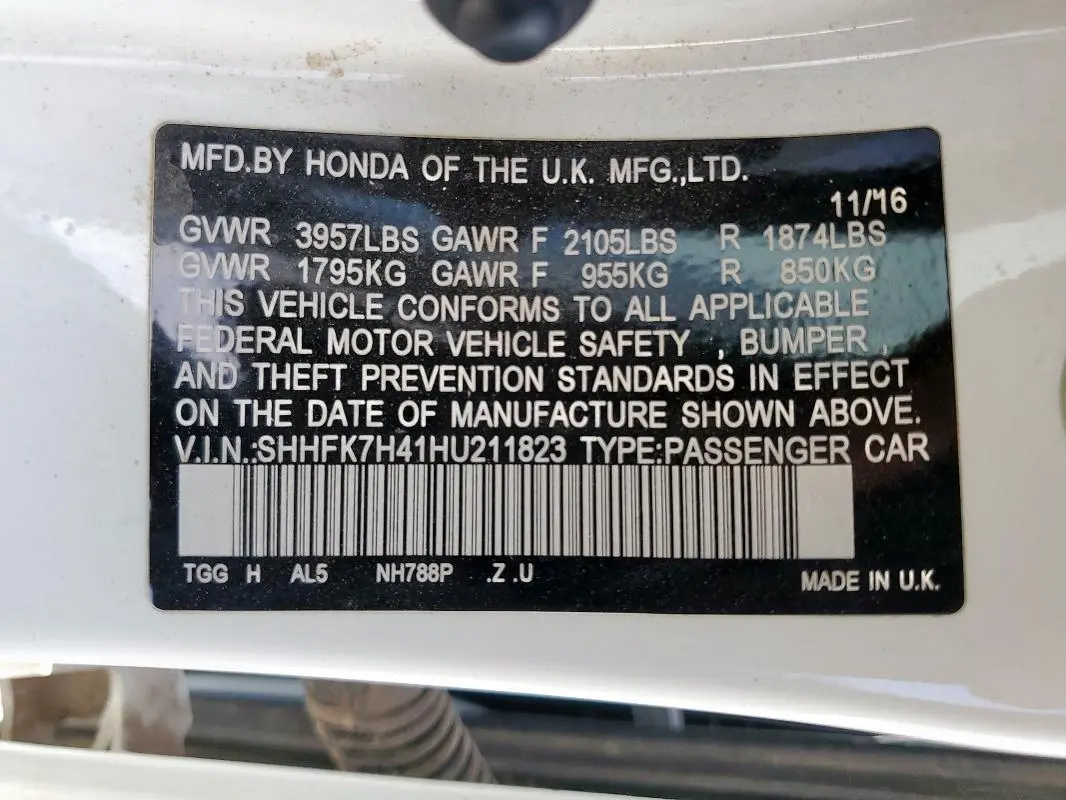 MFD.BY HONDA OF THE U.K. MFG.,LTD.
11/16
GVWR 3957LBS GAWR F 2105LBS R 1874LBS
GVWR 1795KG GAWR F 955KG R 850KG
THIS VEHICLE CONFORMS TO ALL APPLICABLE
FEDERAL MOTOR VEHICLE SAFETY , BUMPER ,
AND THEFT PREVENTION STANDARDS IN EFFECT
ON THE DATE OF MANUFACTURE SHOWN ABOVE.
V.I.N.:SHHFK7H41HU211823 TYPE:PASSENGER CAR
TGG H AL5 NH788P .Z .U
MADE IN U.K.